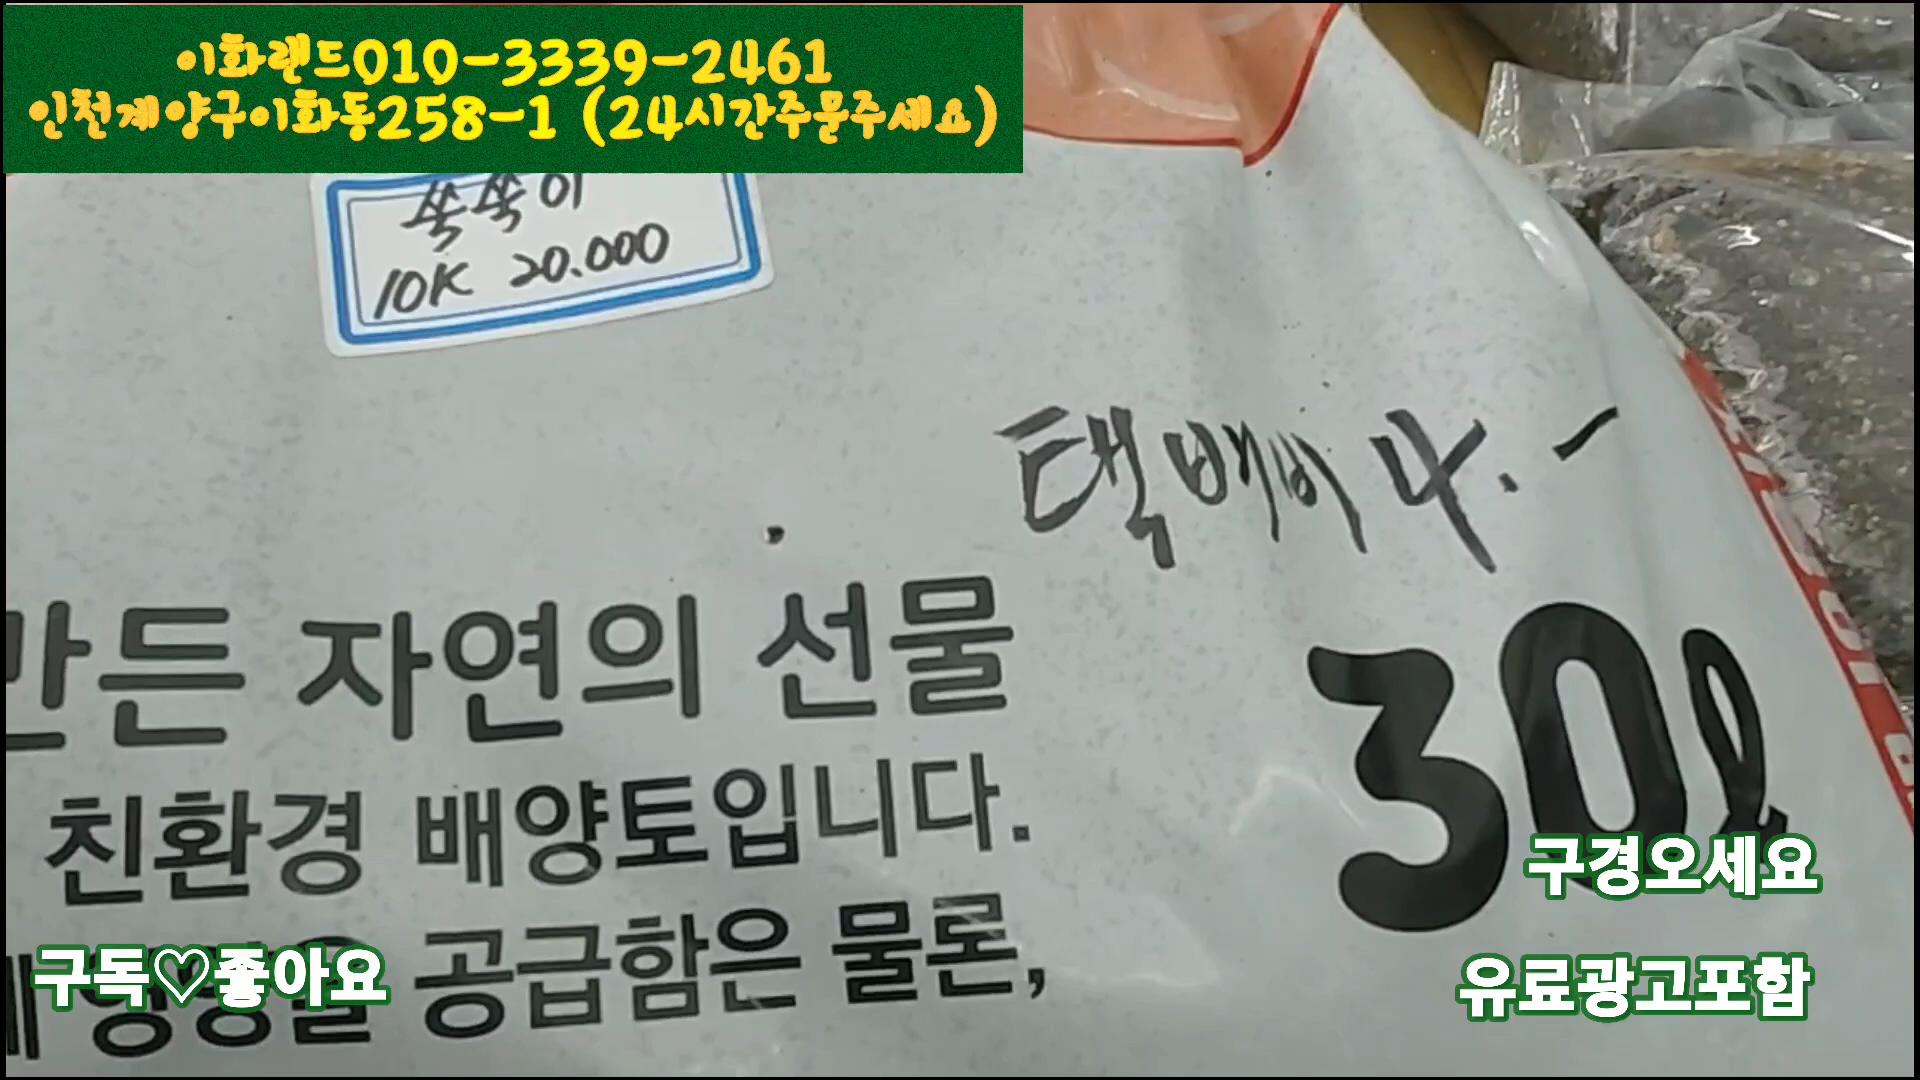 이화랜드010-3339-2461
인천계양구이화동258-1 (24시간주문주세요)
쏙쏙이
10K 20.000
택배비 4.-
만든 자연의 선물
30ℓ
친환경 배양토입니다.
구경오세요
공급함은 물론,
구독♡좋아요
유료광고포함